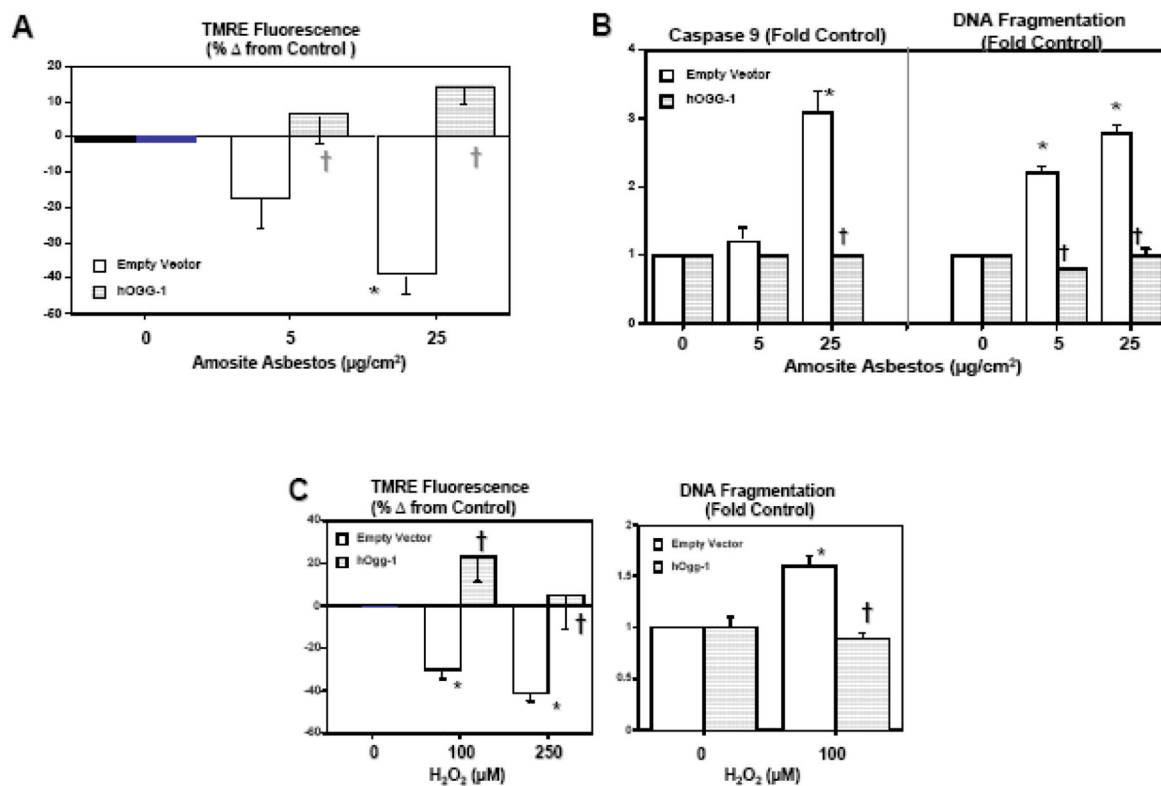 A
TMRE Fluorescence
(% Δ from Control )
20
10
0
-10
-20
-30
-40
-50
-60
*
†
†
Empty Vector
hOGG-1
0 5 25
Amosite Asbestos (µg/cm²)
B
Caspase 9 (Fold Control)
DNA Fragmentation
(Fold Control)
4
3
2
1
0
Empty Vector
hOGG-1
*
†
*
†
*
†
0 5 25 0 5 25
Amosite Asbestos (µg/cm²)
C
TMRE Fluorescence
(% Δ from Control)
40
20
0
-20
-40
-60
Empty Vector
hOgg-1
†
*
*
†
0 100 250
H₂O₂ (µM)
DNA Fragmentation
(Fold Control)
2
1.5
1
0.5
0
Empty Vector
hOgg-1
*
†
0 100
H₂O₂ (µM)